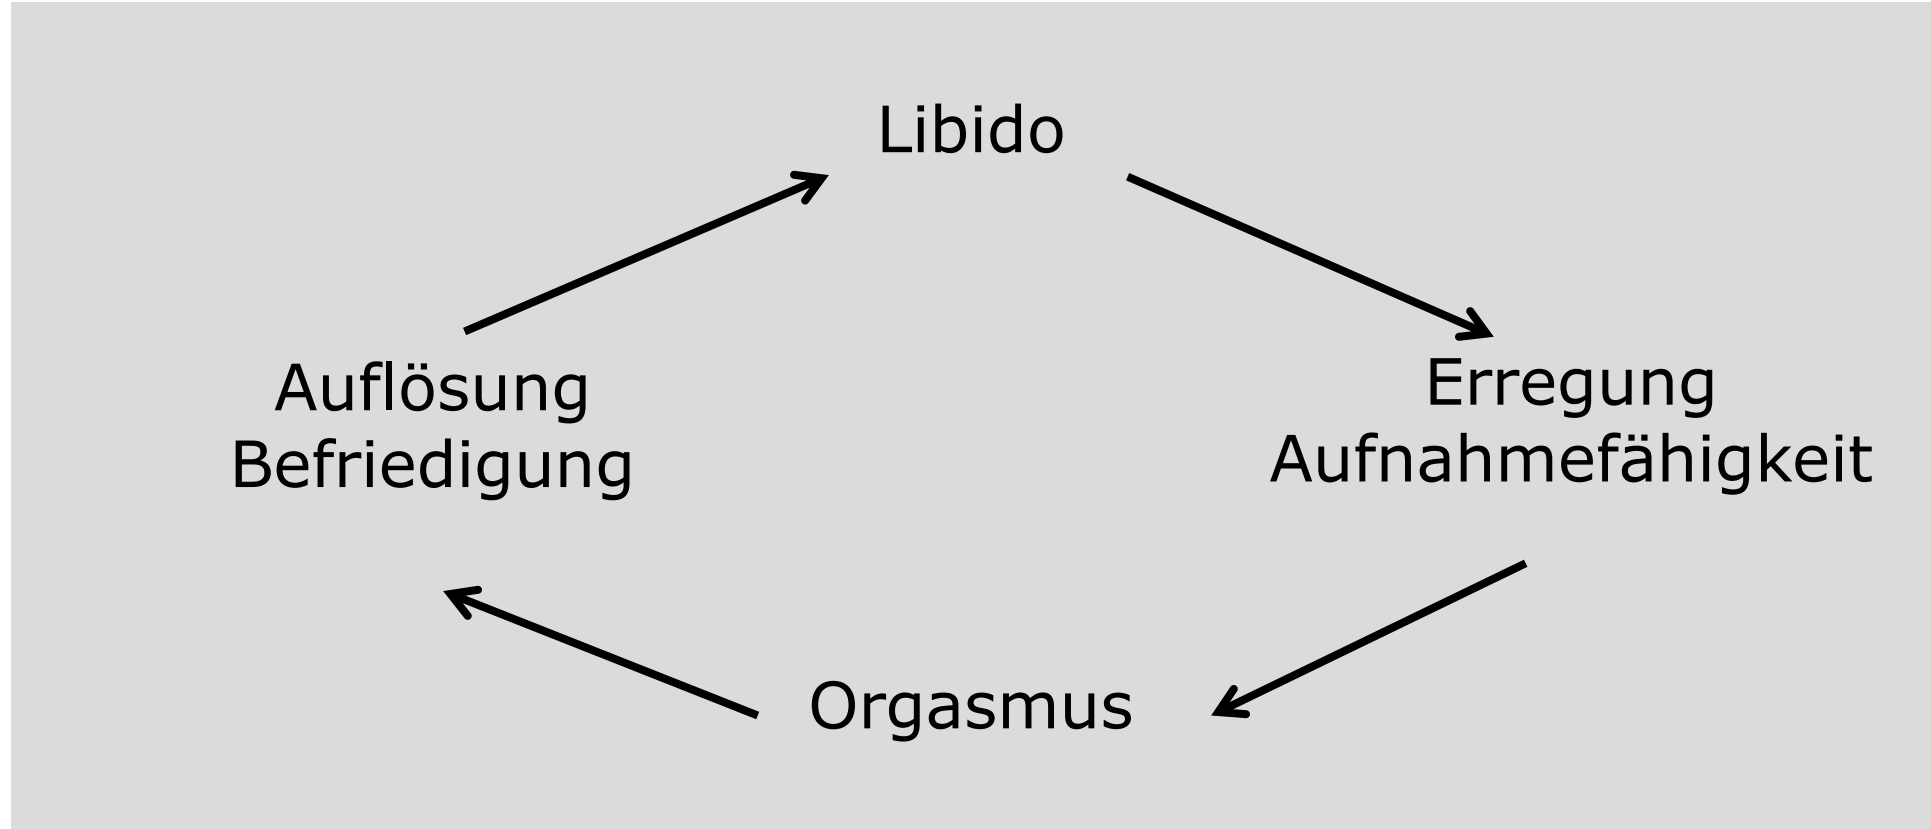 Libido
Auflösung
Befriedigung
Erregung
Aufnahmefähigkeit
Orgasmus